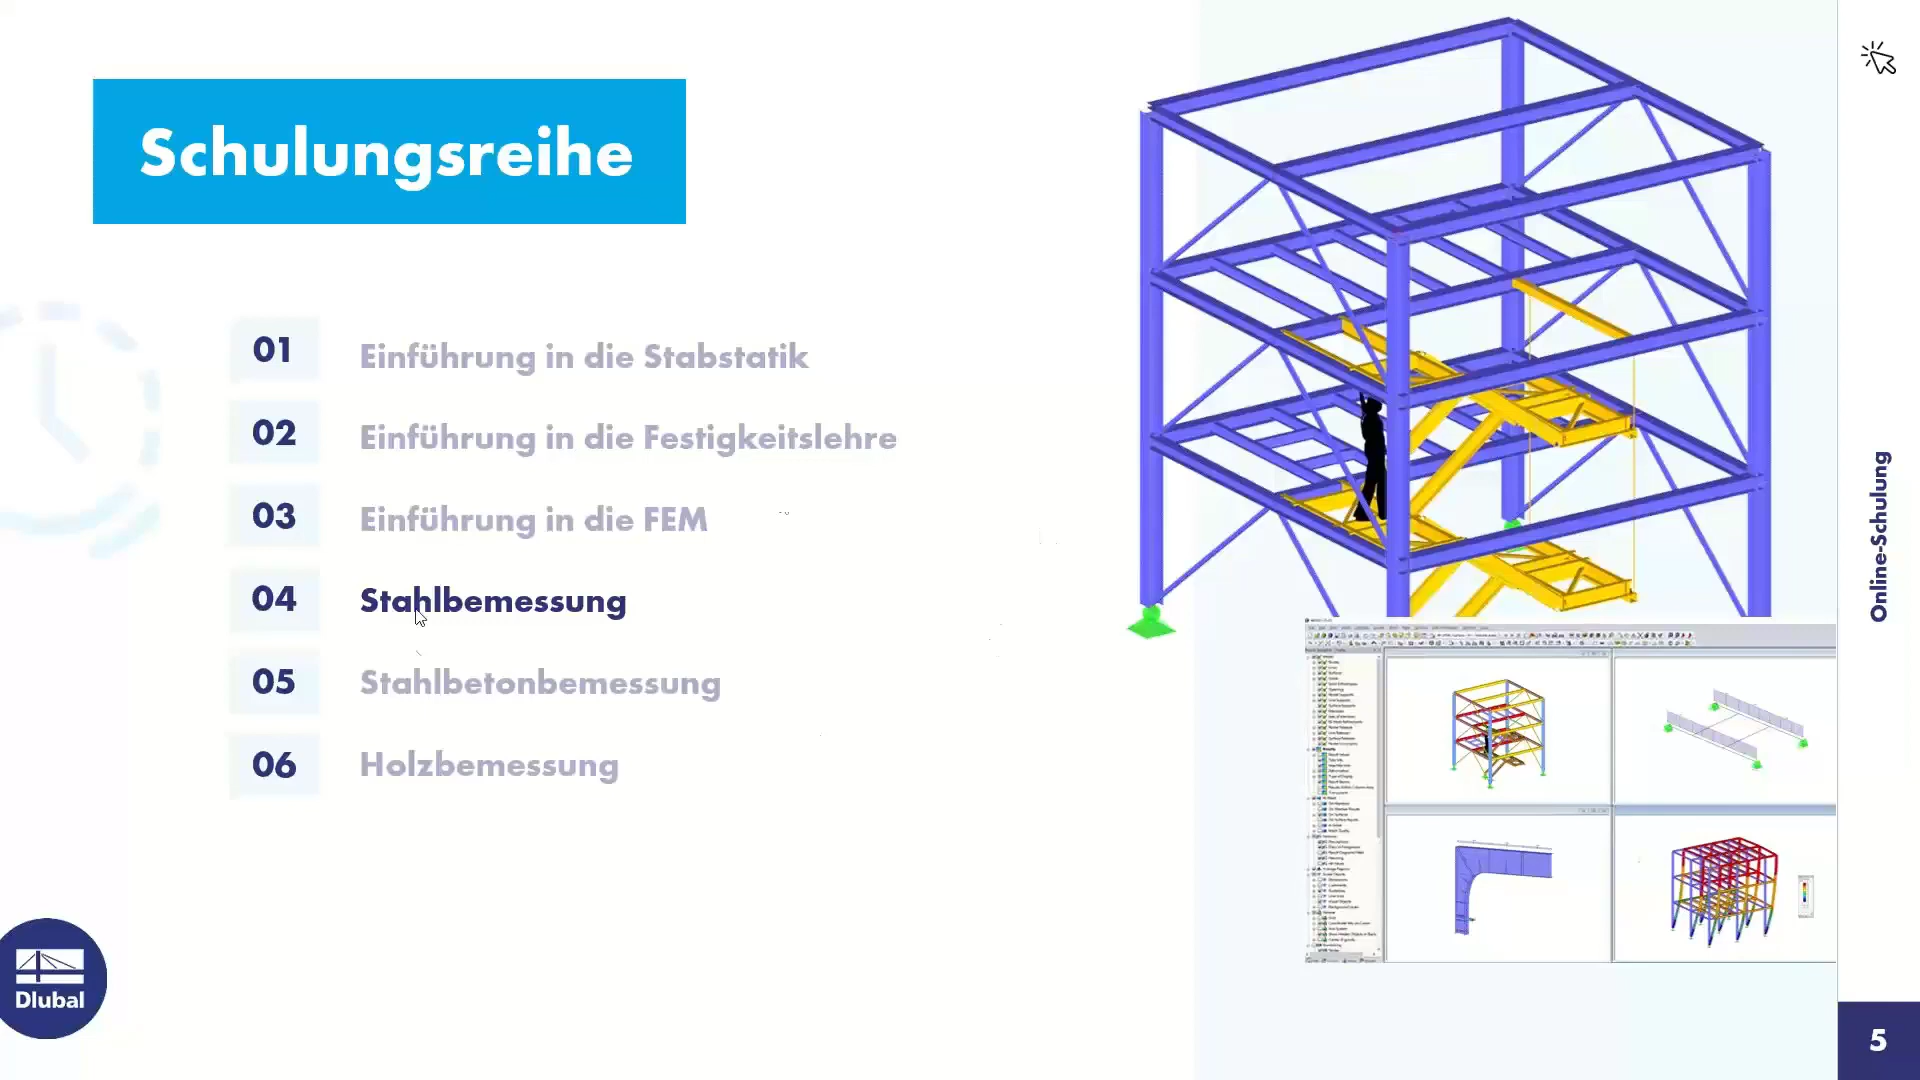 Schulungsreihe
01 Einführung in die Stabstatik
02 Einführung in die Festigkeitslehre
03 Einführung in die FEM
04 Stahlbemessung
05 Stahlbetonbemessung
06 Holzbemessung
Online-Schulung
Dlubal
5